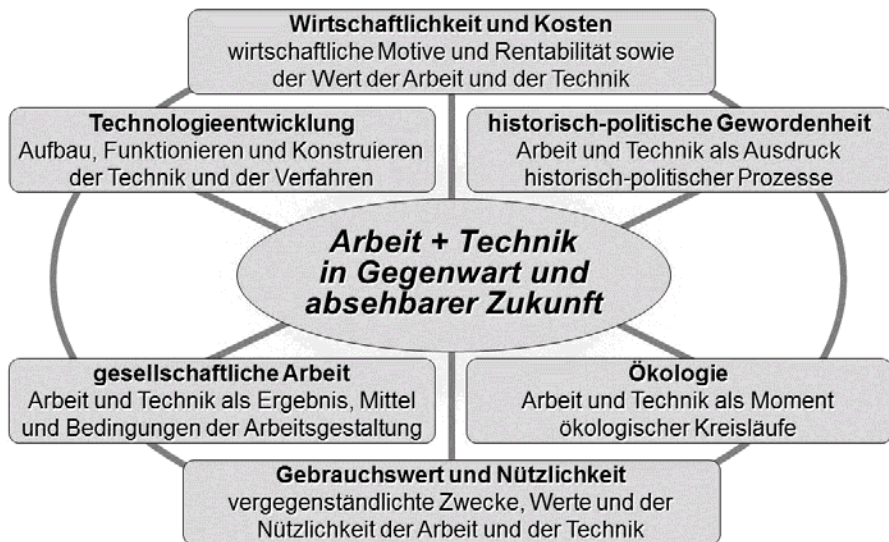 Wirtschaftlichkeit und Kosten
wirtschaftliche Motive und Rentabilität sowie
der Wert der Arbeit und der Technik
Technologieentwicklung
Aufbau, Funktionieren und Konstruieren
der Technik und der Verfahren
historisch-politische Gewordenheit
Arbeit und Technik als Ausdruck
historisch-politischer Prozesse
Arbeit + Technik
in Gegenwart und
absehbarer Zukunft
gesellschaftliche Arbeit
Arbeit und Technik als Ergebnis, Mittel
und Bedingungen der Arbeitsgestaltung
Ökologie
Arbeit und Technik als Moment
ökologischer Kreisläufe
Gebrauchswert und Nützlichkeit
vergegenständlichte Zwecke, Werte und der
Nützlichkeit der Arbeit und der Technik